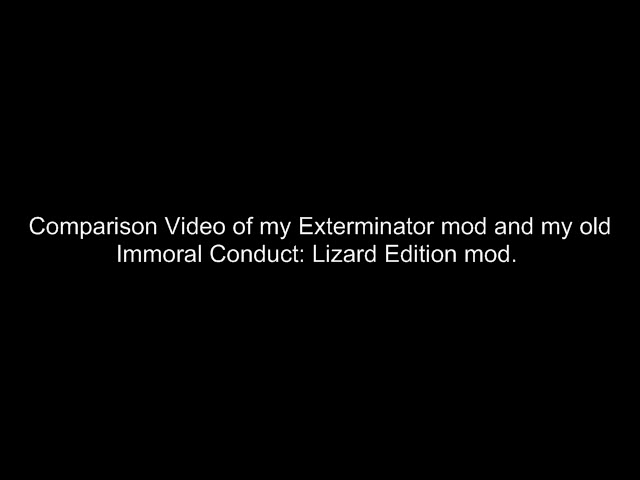 Comparison Video of my Exterminator mod and my old
Immoral Conduct: Lizard Edition mod.